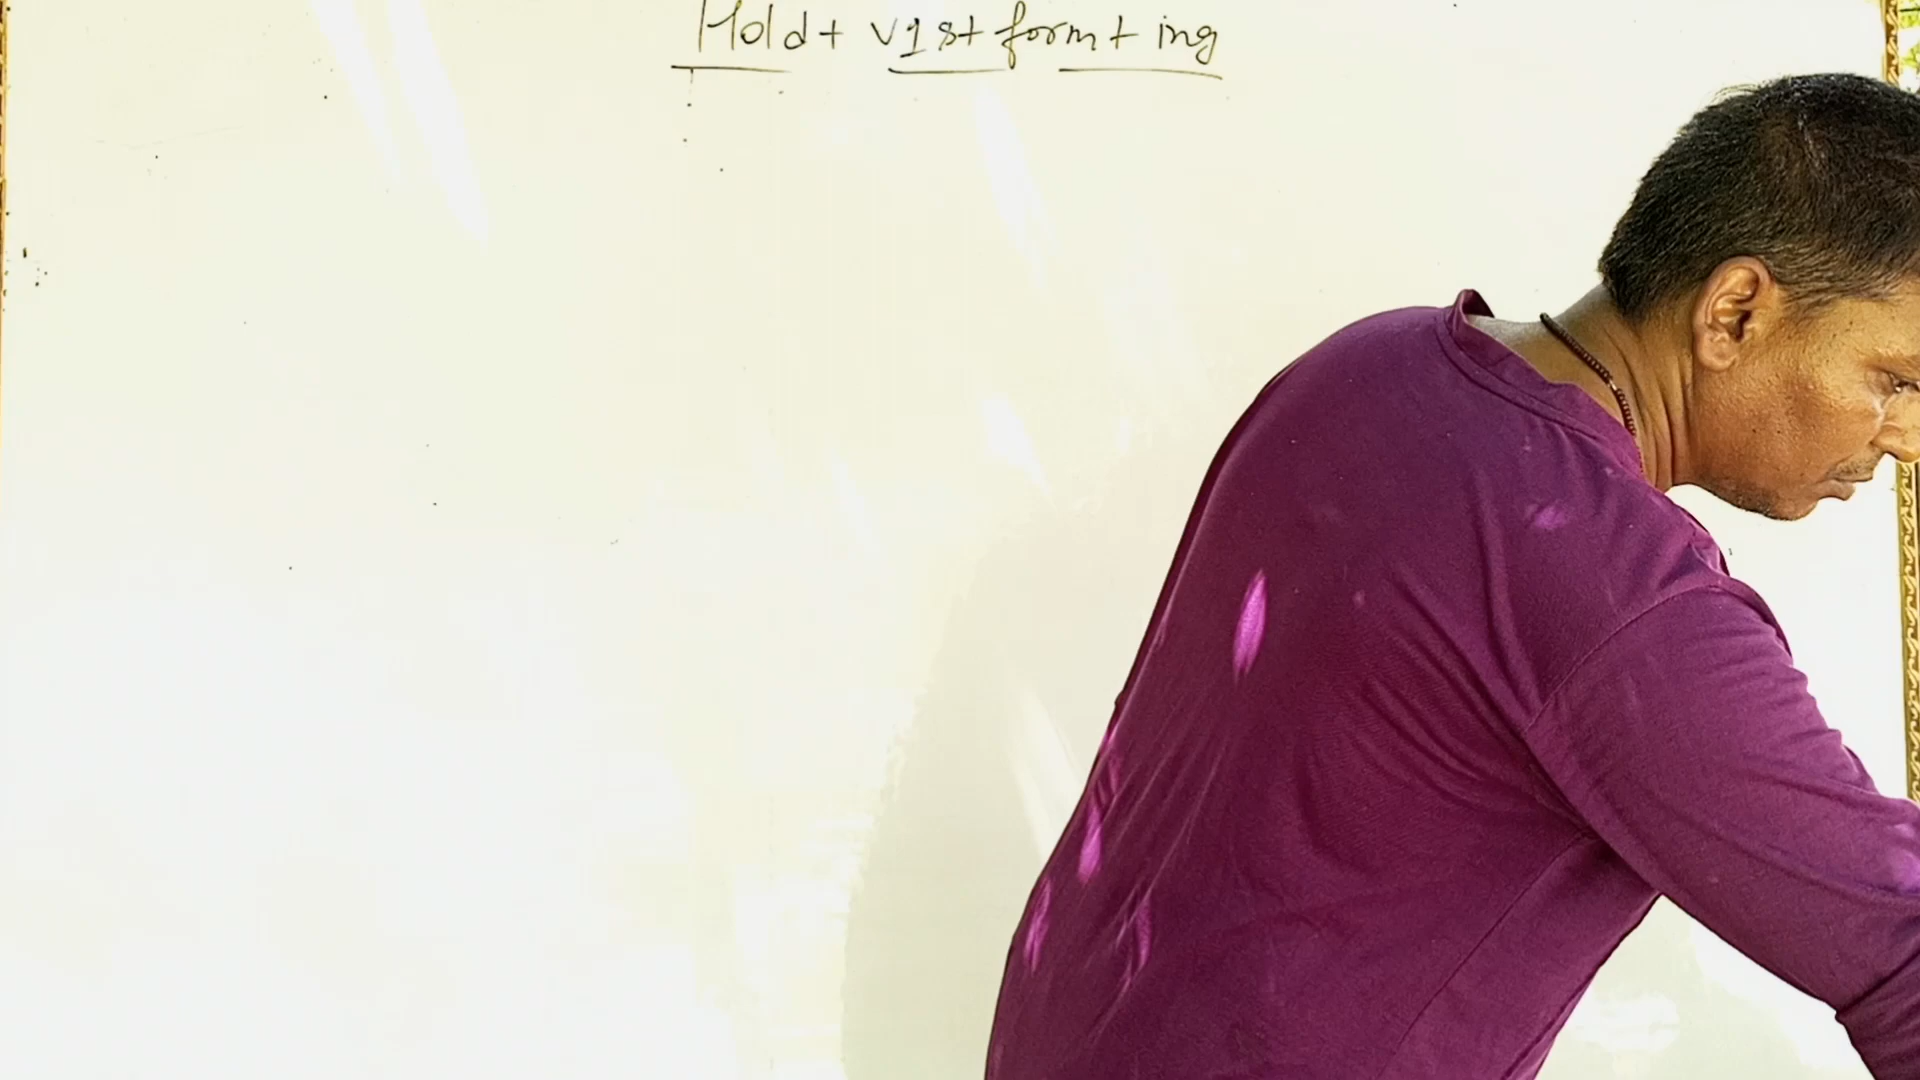 Hold + v1st form + ing